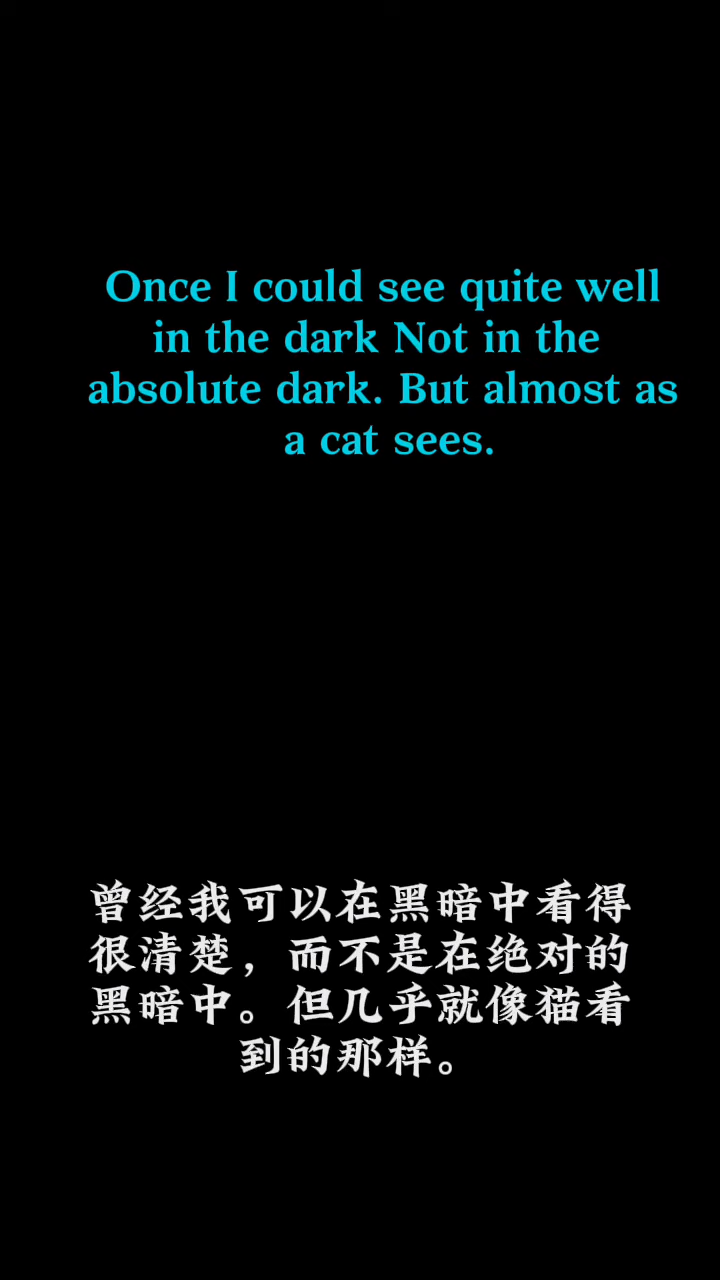 Once I could see quite well
in the dark Not in the
absolute dark. But almost as
a cat sees.
曾经我可以在黑暗中看得
很清楚，而不是在绝对的
黑暗中。但几乎就像猫看
到的那样。